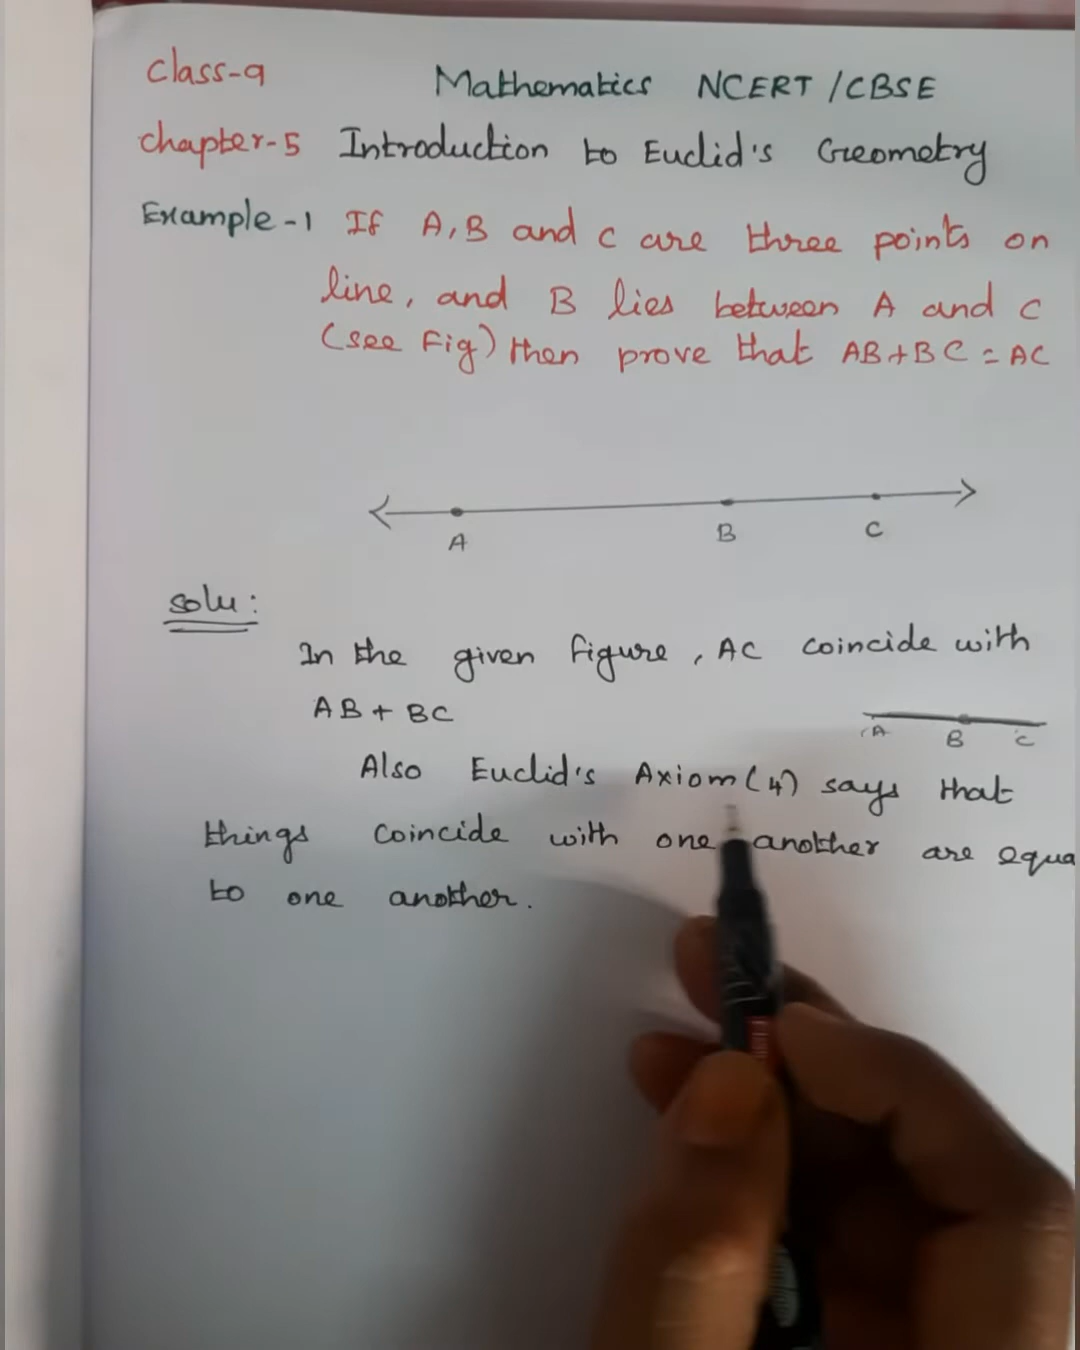 Class-9 Mathematics NCERT / CBSE
Chapter-5 Introduction to Euclid's Geometry
Example-1 If A, B and C are three points on
line, and B lies between A and C
(see Fig) then prove that AB+BC = AC
A B C
Solu:
In the given figure, AC coincide with
AB + BC
A B C
Also Euclid's Axiom (4) says that
things coincide with one another are equa
to one another.